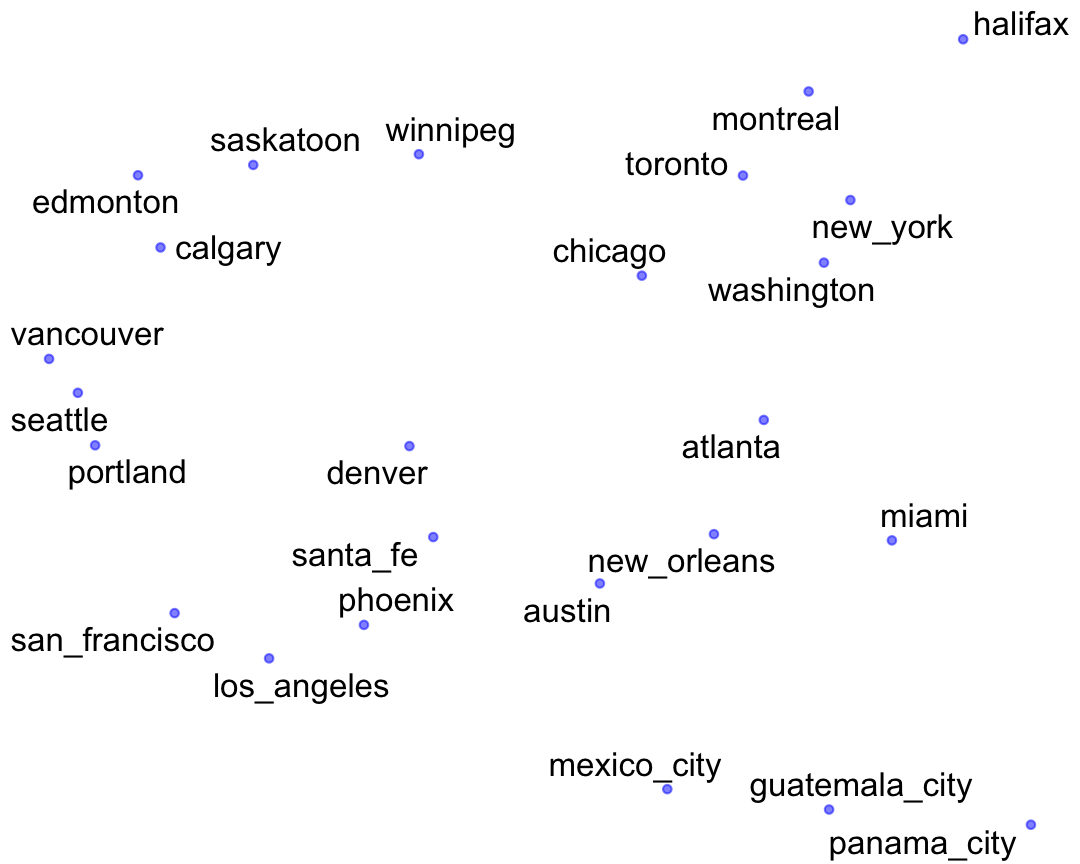 halifax
montreal
winnipeg
saskatoon
toronto
edmonton
new_york
calgary
chicago
washington
vancouver
seattle
atlanta
portland
denver
miami
santa_fe
new_orleans
phoenix
austin
san_francisco
los_angeles
mexico_city
guatemala_city
panama_city